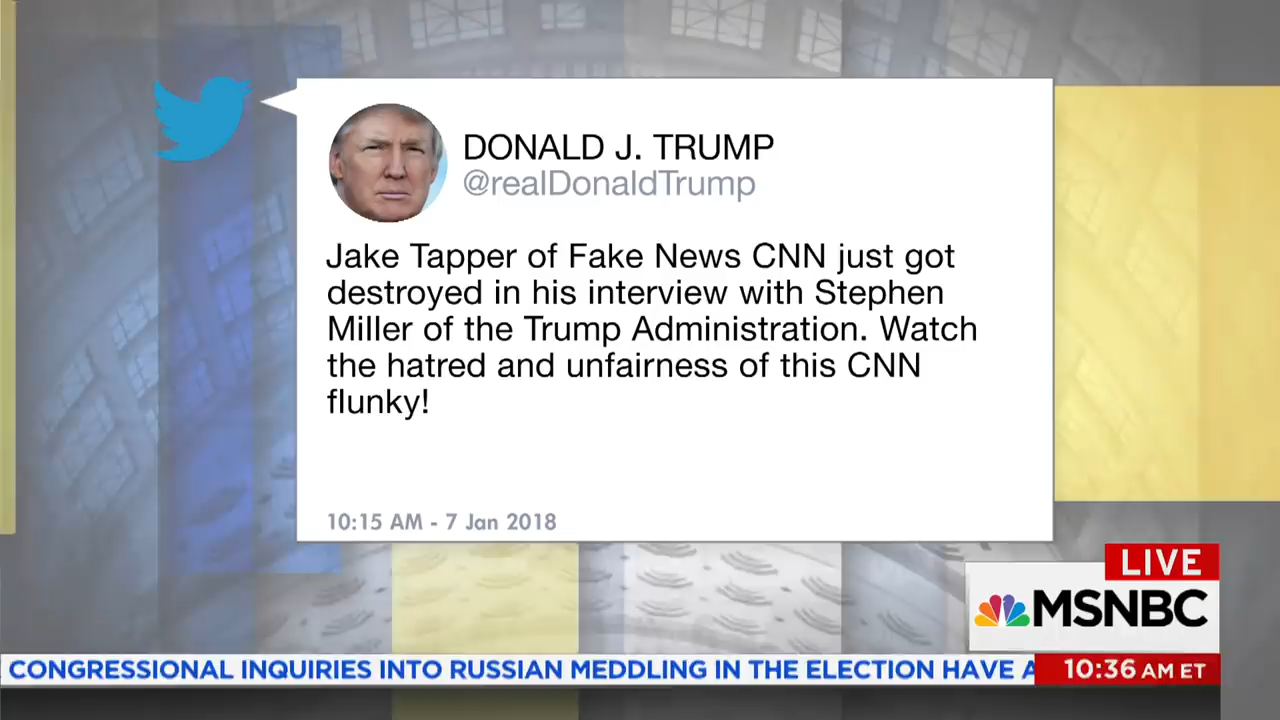 DONALD J. TRUMP
@realDonaldTrump
Jake Tapper of Fake News CNN just got
destroyed in his interview with Stephen
Miller of the Trump Administration. Watch
the hatred and unfairness of this CNN
flunky!
10:15 AM - 7 Jan 2018
LIVE
MSNBC
CONGRESSIONAL INQUIRIES INTO RUSSIAN MEDDLING IN THE ELECTION HAVE
10:36 AM ET